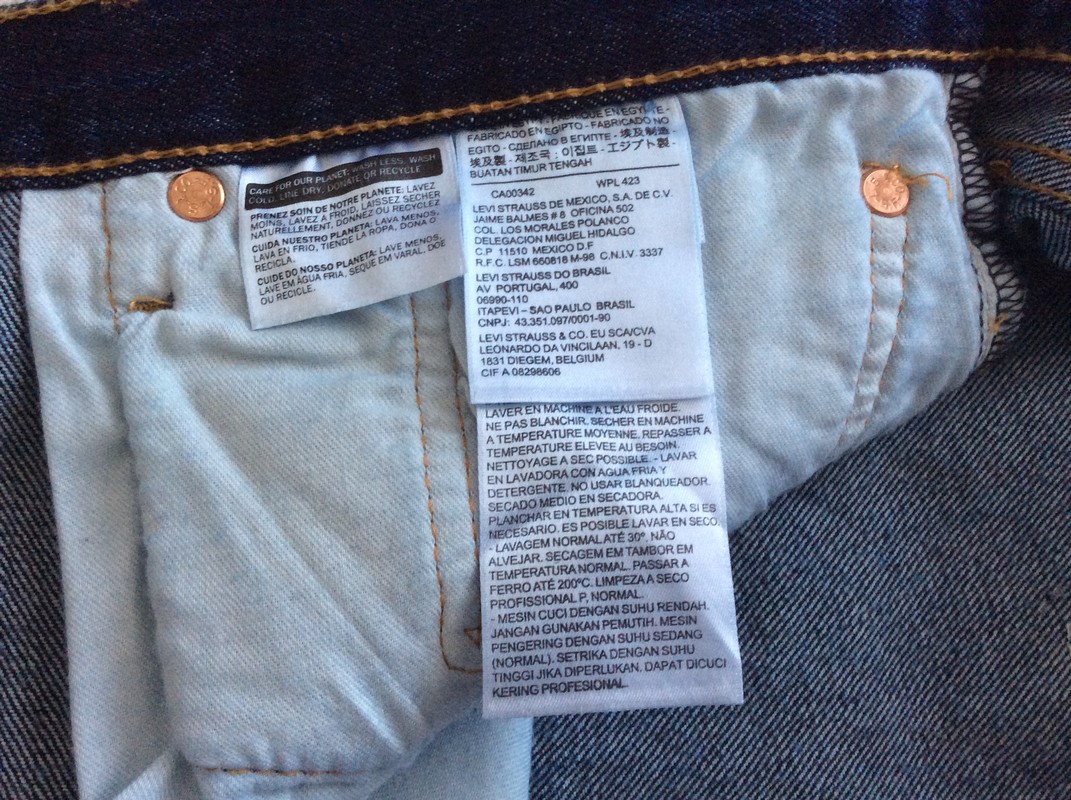 CARE FOR OUR PLANET: WASH LESS, WASH
COLD, LINE DRY, DONATE OR RECYCLE
PRENEZ SOIN DE NOTRE PLANETE: LAVEZ
MOINS, LAVEZ A FROID, LAISSEZ SECHER
NATURELLEMENT, DONNEZ OU RECYCLEZ
CUIDA NUESTRO PLANETA: LAVA MENOS,
LAVA EN FRIO, TIENDE LA ROPA, DONA O
RECICLA.
CUIDE DO NOSSO PLANETA: LAVE MENOS,
LAVE EM ÁGUA FRIA, SEQUE EM VARAL, DOE
OU RECICLE.
FABRIQUE EN EGYPTE -
FABRICADO EN EGIPTO - FABRICADO NO
EGITO - СДЕЛАНО В ЕГИПТЕ - 埃及制造 -
埃及製 - 제조국 : 이집트 - エジプト製 -
BUATAN TIMUR TENGAH
CA00342 WPL 423
LEVI STRAUSS DE MEXICO, S.A. DE C.V.
JAIME BALMES # 8 OFICINA 502
COL. LOS MORALES POLANCO
DELEGACION MIGUEL HIDALGO
C.P 11510 MEXICO D.F
R.F.C. LSM 660818 M-98 C.N.I.V. 3337
LEVI STRAUSS DO BRASIL
AV PORTUGAL, 400
06990-110
ITAPEVI – SAO PAULO BRASIL
CNPJ: 43.351.097/0001-90
LEVI STRAUSS & CO. EU SCA/CVA
LEONARDO DA VINCILAAN, 19 - D
1831 DIEGEM, BELGIUM
CIF A 08298606
LAVER EN MACHINE A L'EAU FROIDE.
NE PAS BLANCHIR. SECHER EN MACHINE
A TEMPERATURE MOYENNE. REPASSER A
TEMPERATURE ELEVEE AU BESOIN.
NETTOYAGE A SEC POSSIBLE. - LAVAR
EN LAVADORA CON AGUA FRIA Y
DETERGENTE. NO USAR BLANQUEADOR.
SECADO MEDIO EN SECADORA.
PLANCHAR EN TEMPERATURA ALTA SI ES
NECESARIO. ES POSIBLE LAVAR EN SECO.
- LAVAGEM NORMAL ATÉ 30º. NÃO
ALVEJAR. SECAGEM EM TAMBOR EM
TEMPERATURA NORMAL. PASSAR A
FERRO ATÉ 200ºC. LIMPEZA A SECO
PROFISSIONAL P, NORMAL.
- MESIN CUCI DENGAN SUHU RENDAH.
JANGAN GUNAKAN PEMUTIH. MESIN
PENGERING DENGAN SUHU SEDANG
(NORMAL). SETRIKA DENGAN SUHU
TINGGI JIKA DIPERLUKAN. DAPAT DICUCI
KERING PROFESIONAL.